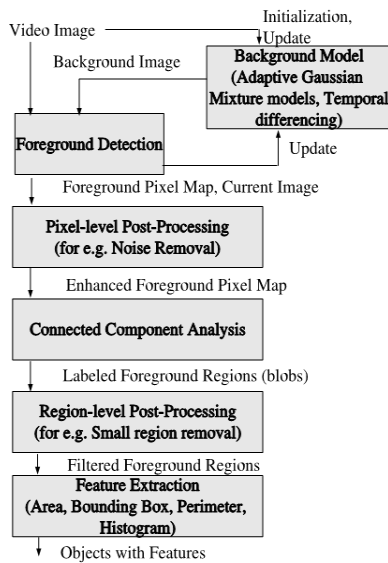 Video Image
Initialization,
Update
Background Image
Background Model
(Adaptive Gaussian
Mixture models, Temporal
differencing)
Foreground Detection
Update
Foreground Pixel Map, Current Image
Pixel-level Post-Processing
(for e.g. Noise Removal)
Enhanced Foreground Pixel Map
Connected Component Analysis
Labeled Foreground Regions (blobs)
Region-level Post-Processing
(for e.g. Small region removal)
Filtered Foreground Regions
Feature Extraction
(Area, Bounding Box, Perimeter,
Histogram)
Objects with Features